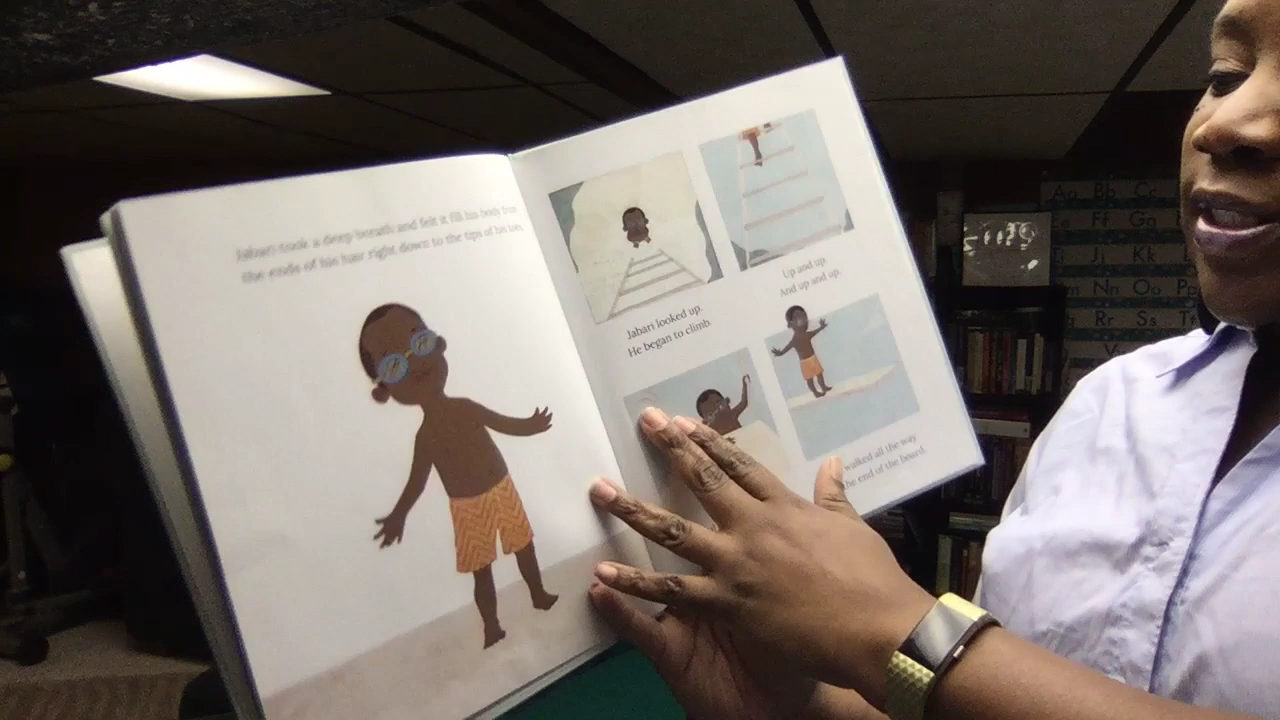 Jabari took a deep breath and felt it fill his body from
the ends of his hair right down to the tips of his toes.
Jabari looked up.
He began to climb.
Up and up.
And up and up.
walked all the way
the end of the board.
Aa Bb Cc
Ff Gg
Jj Kk
Nn Oo Pp
Rr Ss Tt